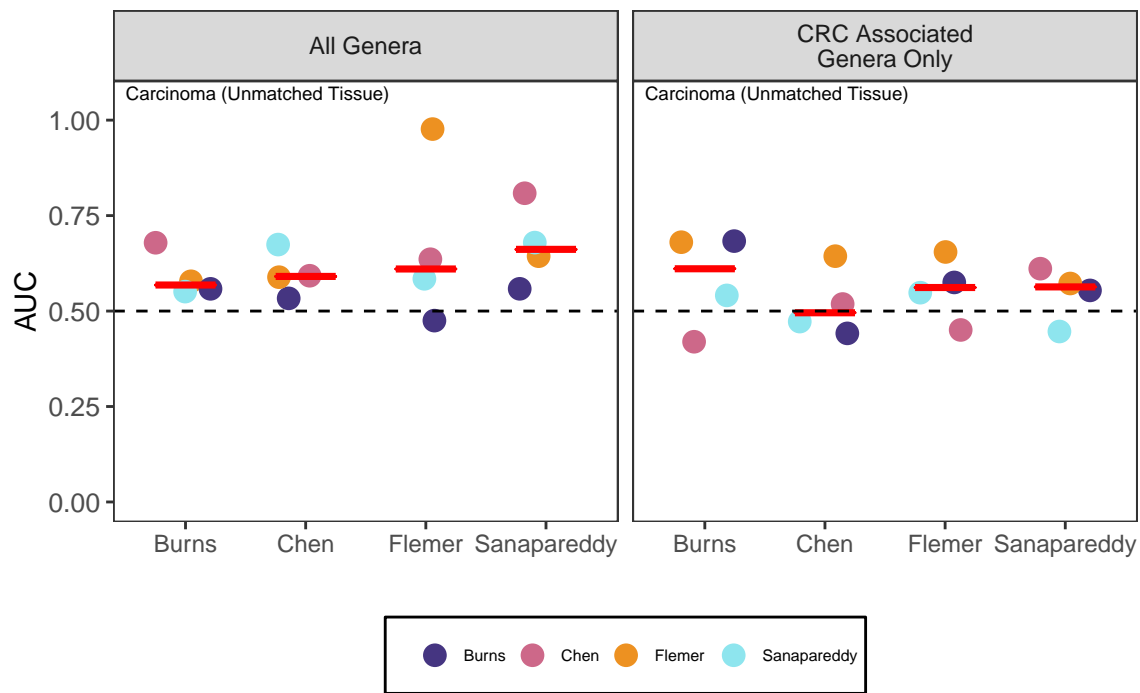 All Genera
CRC Associated
Genera Only
Carcinoma (Unmatched Tissue)
Carcinoma (Unmatched Tissue)
AUC
1.00
0.75
0.50
0.25
0.00
Burns Chen Flemer Sanapareddy
Burns Chen Flemer Sanapareddy
Burns Chen Flemer Sanapareddy